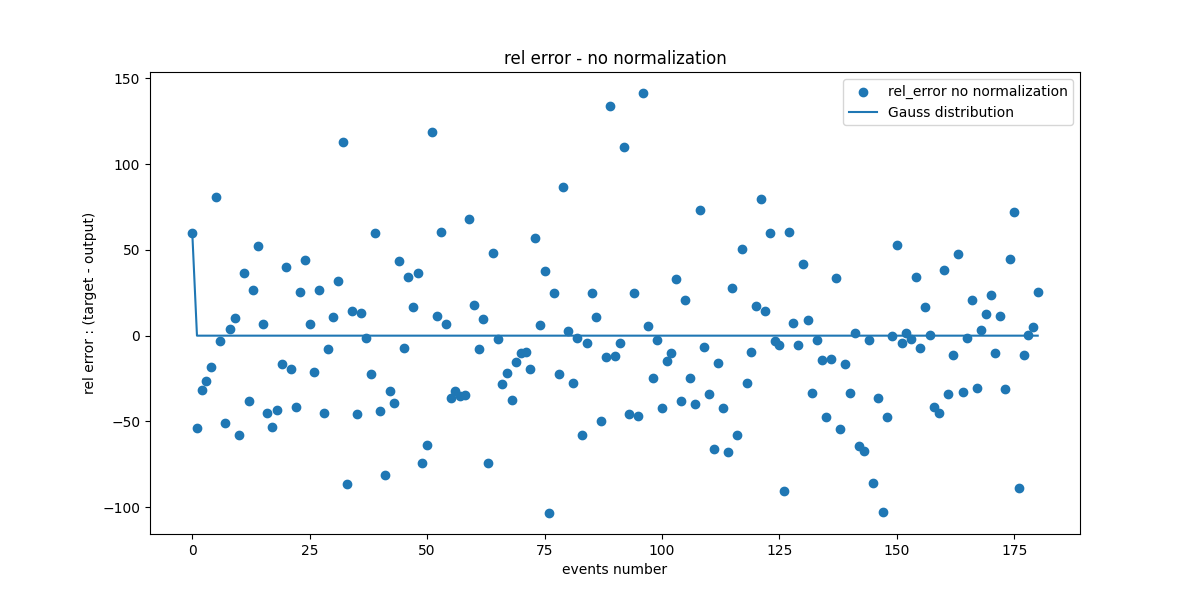 rel error - no normalization
rel_error no normalization
Gauss distribution
rel error : (target - output)
150
100
50
0
−50
−100
0
25
50
75
100
125
150
175
events number